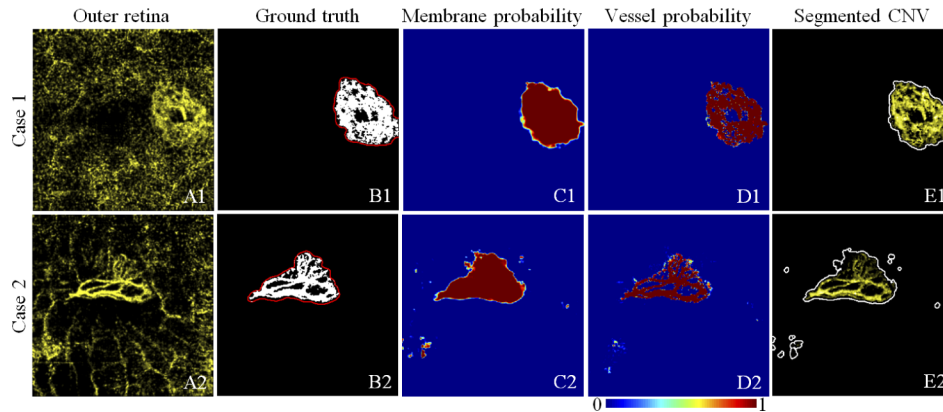 Outer retina Ground truth Membrane probability Vessel probability Segmented CNV
Case 1
A1 B1 C1 D1 E1
Case 2
A2 B2 C2 D2 E2
0 1